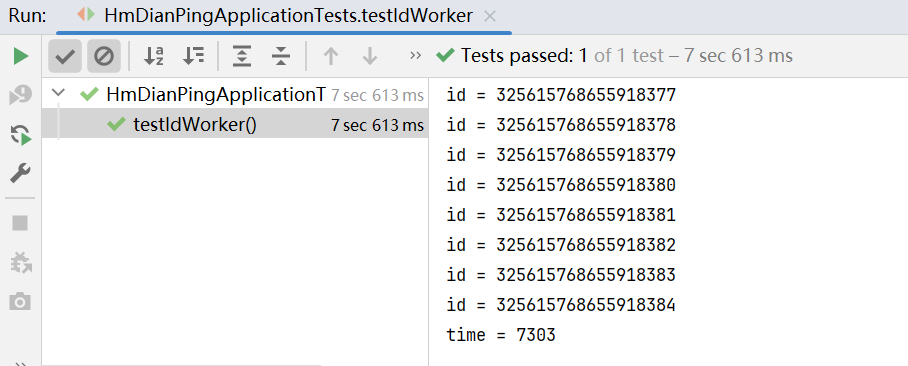 Run: HmDianPingApplicationTests.testIdWorker
Tests passed: 1 of 1 test – 7 sec 613 ms
HmDianPingApplicationT 7 sec 613 ms
testIdWorker() 7 sec 613 ms
id = 325615768655918377
id = 325615768655918378
id = 325615768655918379
id = 325615768655918380
id = 325615768655918381
id = 325615768655918382
id = 325615768655918383
id = 325615768655918384
time = 7303